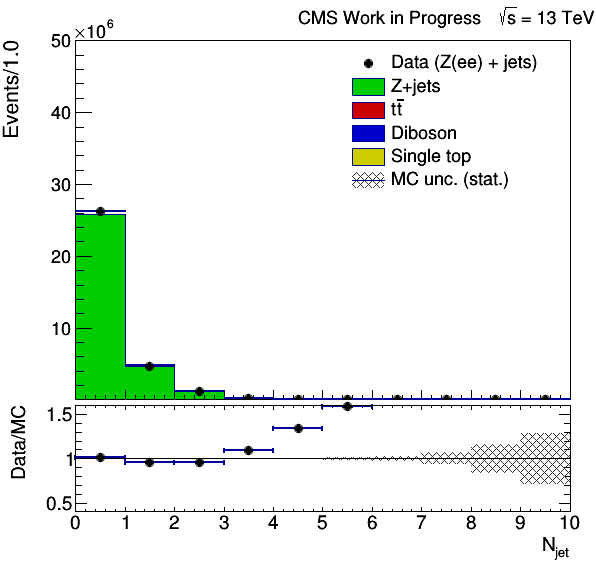 CMS Work in Progress √s = 13 TeV
×10⁶
Events/1.0
50
40
30
20
10
Data (Z(ee) + jets)
Z+jets
tt̄
Diboson
Single top
MC unc. (stat.)
Data/MC
1.5
1
0.5
0 1 2 3 4 5 6 7 8 9 10
N_jet